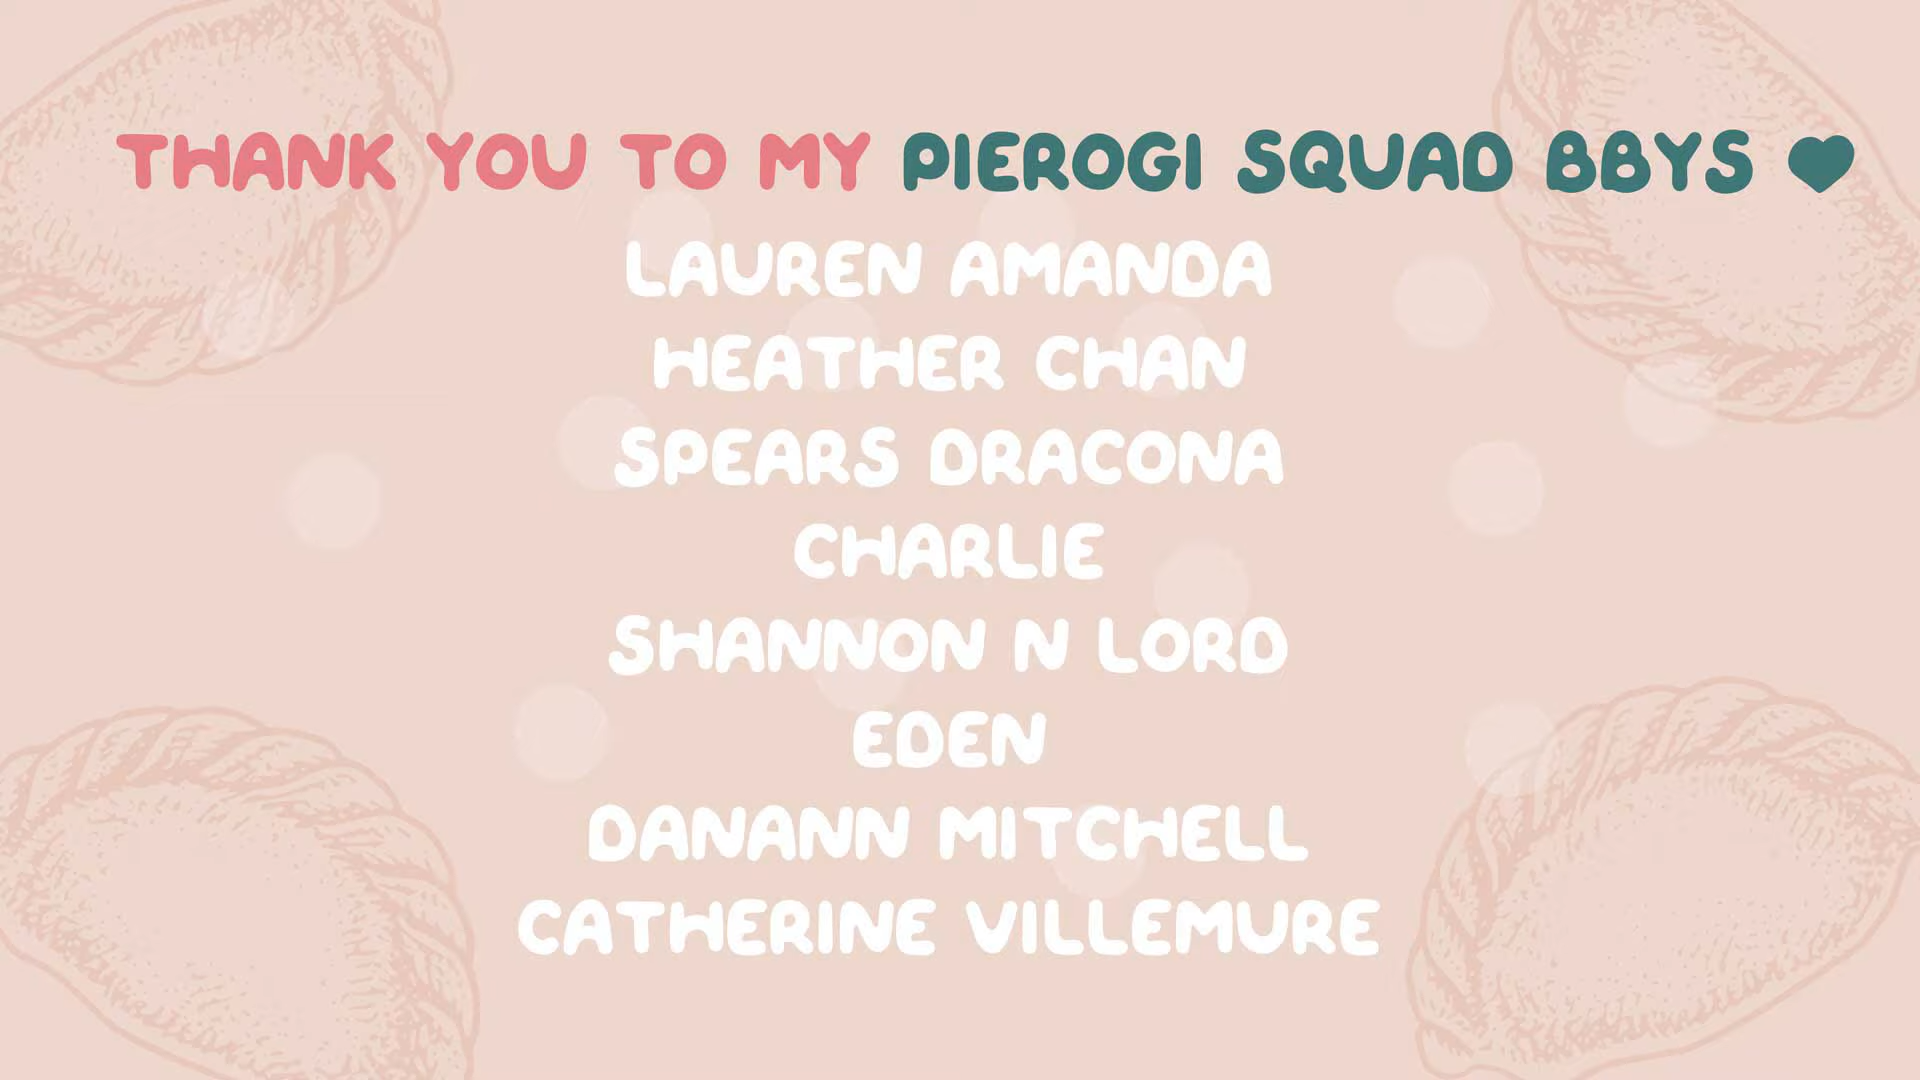 THANK YOU TO MY PIEROGI SQUAD BBYS ♥
LAUREN AMANDA
HEATHER CHAN
SPEARS DRACONA
CHARLIE
SHANNON N LORD
EDEN
DANANN MITCHELL
CATHERINE VILLEMURE